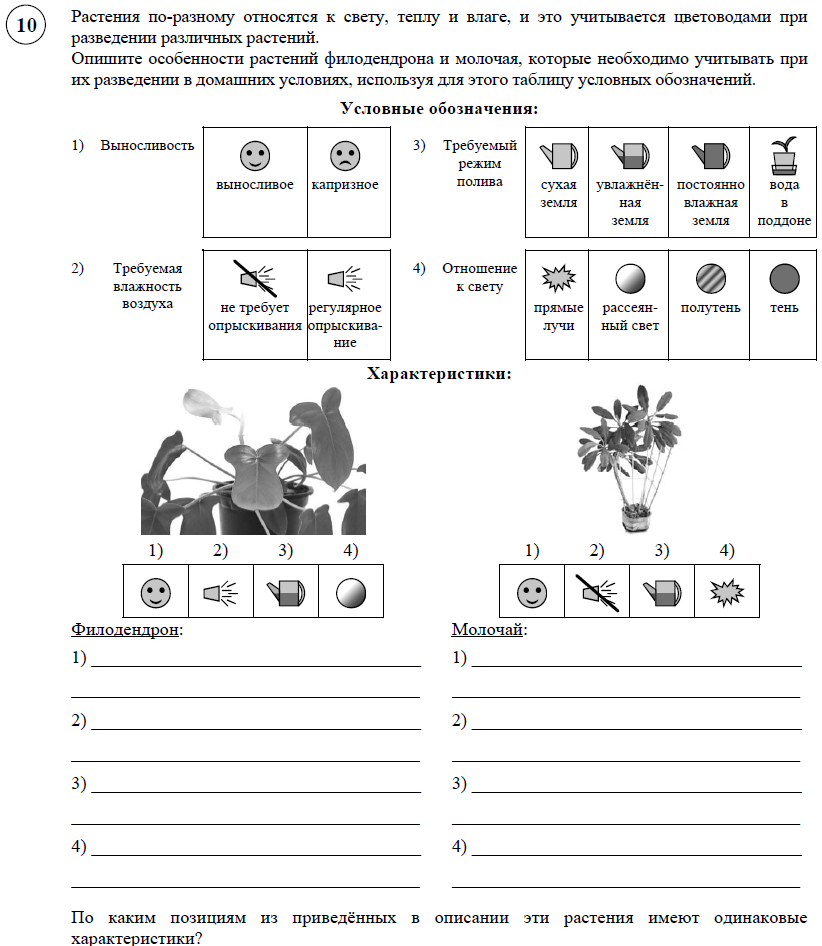 10
Растения по-разному относятся к свету, теплу и влаге, и это учитывается цветоводами при
разведении различных растений.
Опишите особенности растений филодендрона и молочая, которые необходимо учитывать при
их разведении в домашних условиях, используя для этого таблицу условных обозначений.
Условные обозначения:
1) Выносливость
выносливое
капризное
3) Требуемый
режим
полива
сухая
земля
увлажнён-
ная
земля
постоянно
влажная
земля
вода
в
поддоне
2) Требуемая
влажность
воздуха
не требует
опрыскивания
регулярное
опрыскива-
ние
4) Отношение
к свету
прямые
лучи
рассеян-
ный свет
полутень
тень
Характеристики:
1) 2) 3) 4)
1) 2) 3) 4)
Филодендрон:
1)
2)
3)
4)
Молочай:
1)
2)
3)
4)
По каким позициям из приведённых в описании эти растения имеют одинаковые
характеристики?